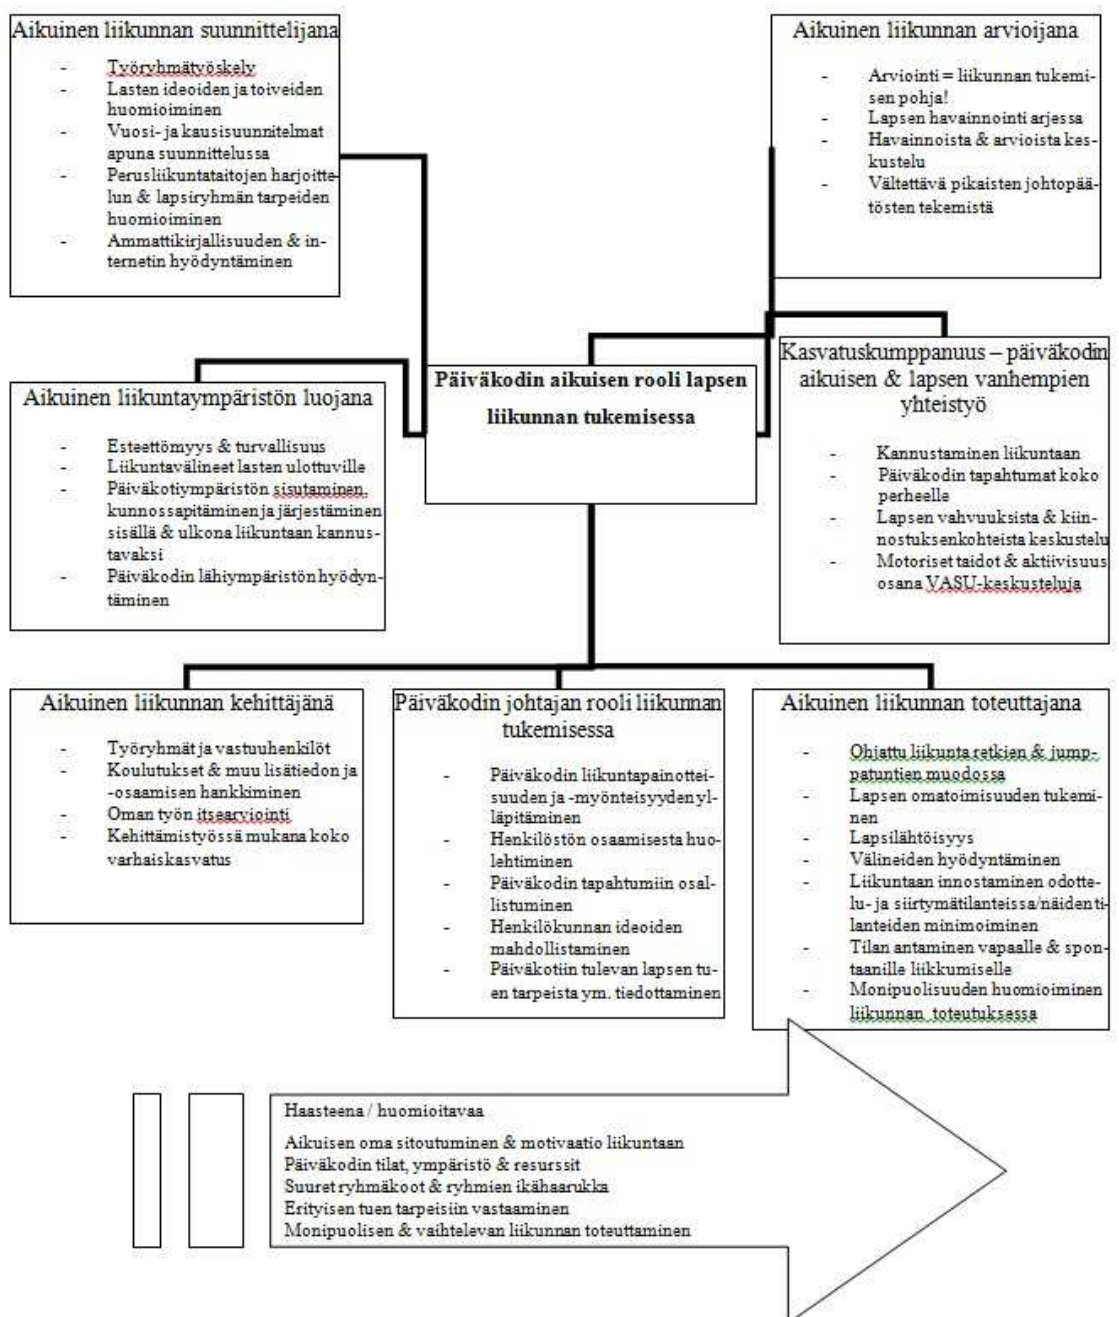 Aikuinen liikunnan suunnittelijana
- Työryhmätyöskely
- Lasten ideoiden ja toiveiden
huomioiminen
- Vuosi- ja kausisuunnitelmat
apuna suunnittelussa
- Perusliikuntataitojen harjoitte-
lun & lapsiryhmän tarpeiden
huomioiminen
- Ammattikirjallisuuden & in-
ternetin hyödyntäminen
Aikuinen liikunnan arvioijana
- Arviointi = liikunnan tukemi-
sen pohja!
- Lapsen havainnointi arjessa
- Havainnoista & arvioista kes-
kustelu
- Vältettävä pikaisten johtopää-
tösten tekemistä
Päiväkodin aikuisen rooli lapsen
liikunnan tukemisessa
Aikuinen liikuntaympäristön luojana
- Esteettömyys & turvallisuus
- Liikuntavälineet lasten ulottuville
- Päiväkotiympäristön sisutaminen,
kunnossapitäminen ja järjestäminen
sisällä & ulkona liikuntaan kannus-
tavaksi
- Päiväkodin lähiympäristön hyödyn-
täminen
Kasvatuskumppanuus – päiväkodin
aikuisen & lapsen vanhempien
yhteistyö
- Kannustaminen liikuntaan
- Päiväkodin tapahtumat koko
perheelle
- Lapsen vahvuuksista & kiin-
nostuksenkohteista keskustelu
- Motoriset taidot & aktiivisuus
osana VASU-keskusteluja
Aikuinen liikunnan kehittäjänä
- Työryhmät ja vastuuhenkilöt
- Koulutukset & muu lisätiedon ja
-osaamisen hankkiminen
- Oman työn itsearviointi
- Kehittämistyössä mukana koko
varhaiskasvatus
Päiväkodin johtajan rooli liikunnan
tukemisessa
- Päiväkodin liikuntapainottei-
suuden ja -myönteisyyden yl-
läpitäminen
- Henkilöstön osaamisesta huo-
lehtiminen
- Päiväkodin tapahtumiin osal-
listuminen
- Henkilökunnan ideoiden
mahdollistaminen
- Päiväkotiin tulevan lapsen tu-
en tarpeista ym. tiedottaminen
Aikuinen liikunnan toteuttajana
- Ohjattu liikunta retkien & jump-
patuntien muodossa
- Lapsen omatoimisuuden tukemi-
nen
- Lapsilähtöisyys
- Välineiden hyödyntäminen
- Liikuntaan innostaminen odotte-
lu- ja siirtymätilanteissa/näiden ti-
lanteiden minimoiminen
- Tilan antaminen vapaalle & spon-
taanille liikkumiselle
- Monipuolisuuden huomioiminen
liikunnan toteutuksessa
Haasteena / huomioitavaa
Aikuisen oma sitoutuminen & motivaatio liikuntaan
Päiväkodin tilat, ympäristö & resurssit
Suuret ryhmäkoot & ryhmien ikähaarukka
Erityisen tuen tarpeisiin vastaaminen
Monipuolisen & vaihtelevan liikunnan toteuttaminen